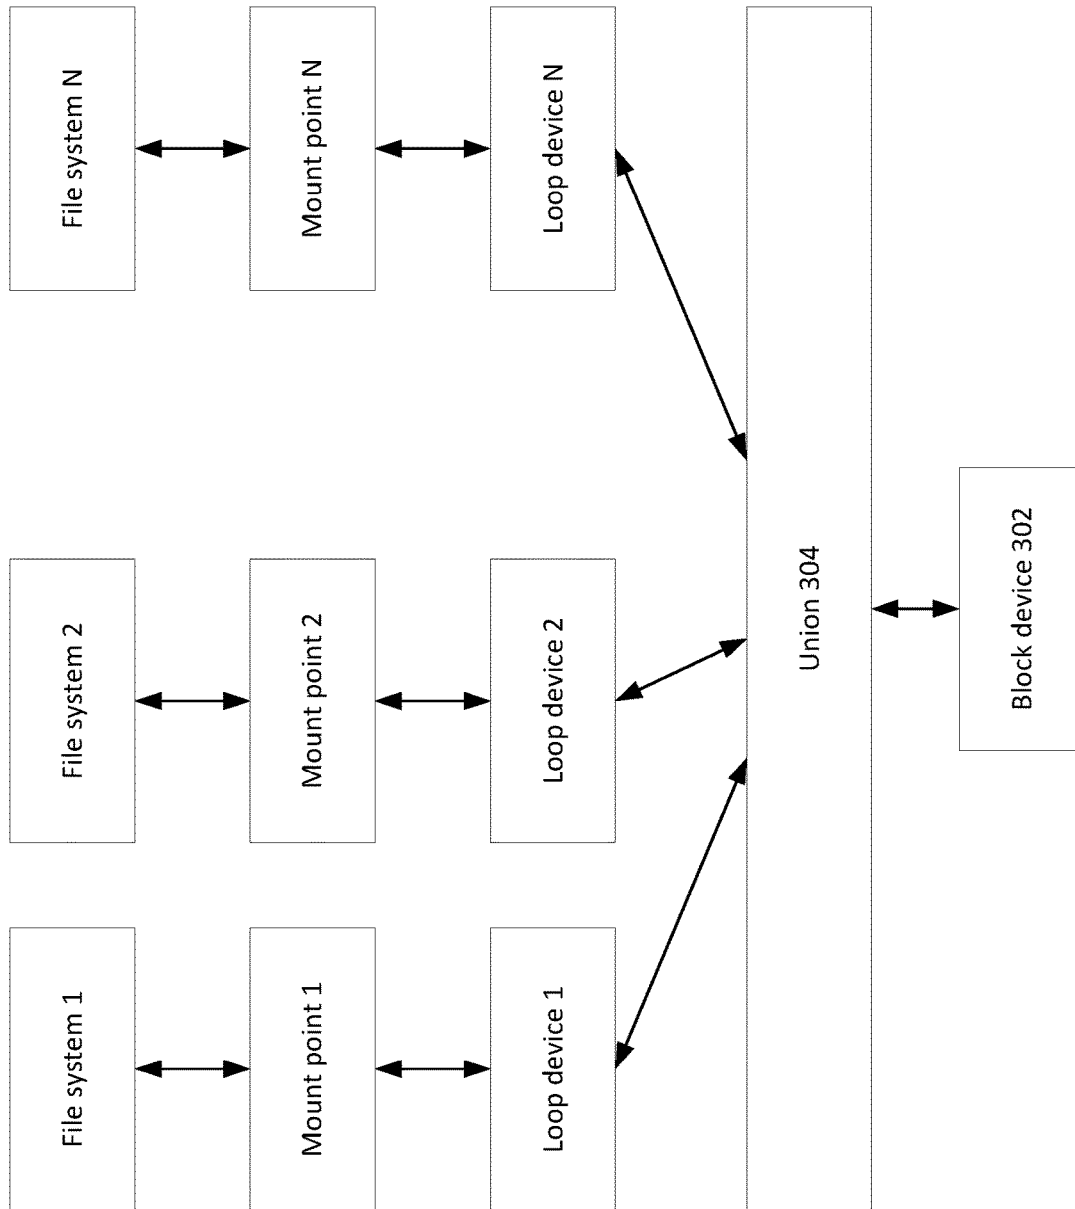 File system 1
File system 2
File system N
Mount point 1
Mount point 2
Mount point N
Loop device 1
Loop device 2
Loop device N
Union 304
Block device 302